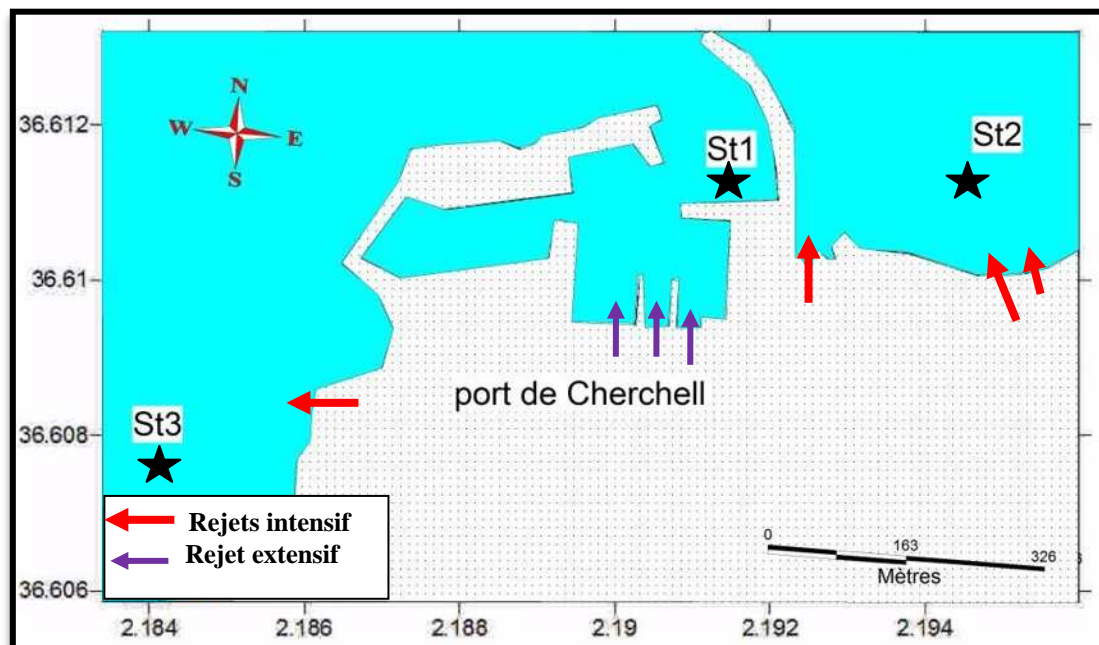 N
W E
S
36.612
36.61
36.608
36.606
St1
St2
St3
port de Cherchell
Rejets intensif
Rejet extensif
0
163
326
Mètres
2.184 2.186 2.188 2.19 2.192 2.194